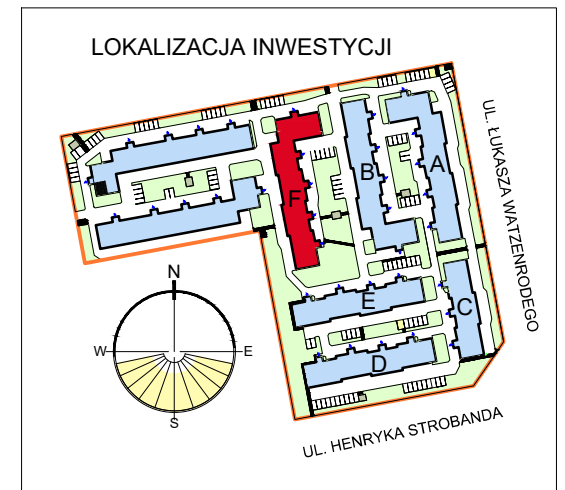 LOKALIZACJA INWESTYCJI
UL. ŁUKASZA WATZENRODEGO
A
B
F
E
C
D
N
W
E
S
UL. HENRYKA STROBANDA